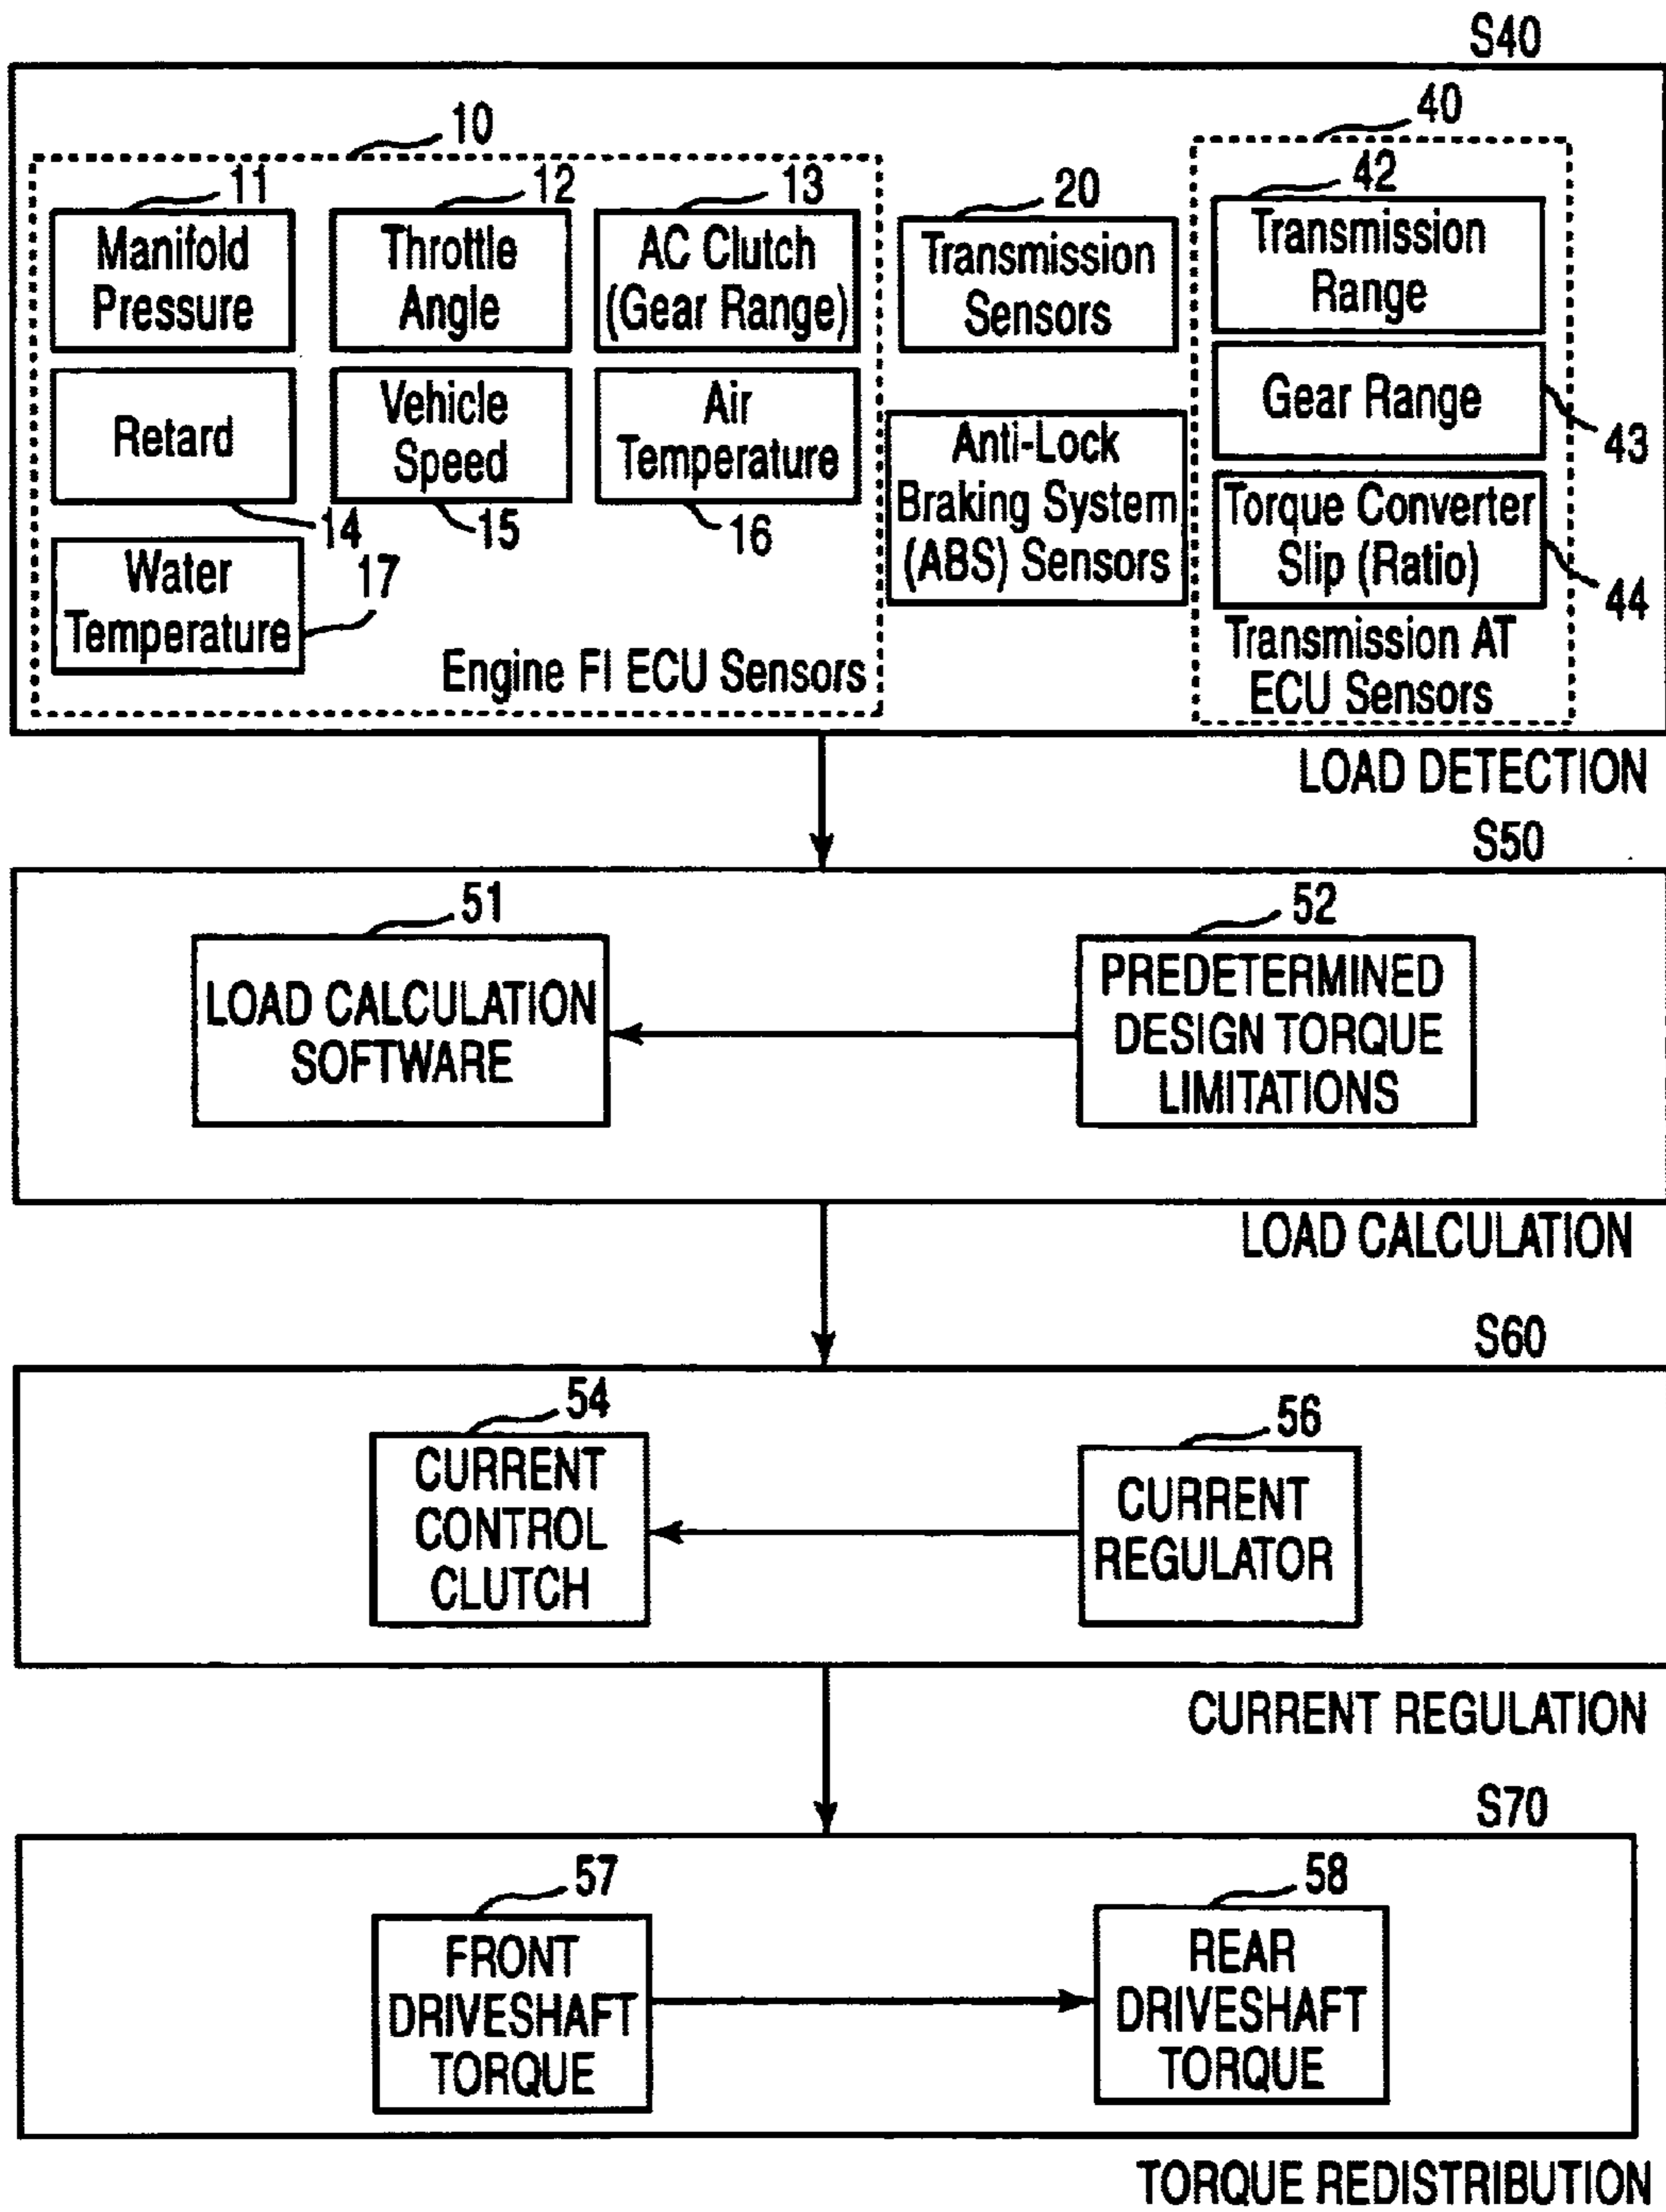 S40
10
40
11
12
13
20
42
Manifold
Pressure
Throttle
Angle
AC Clutch
(Gear Range)
Transmission
Sensors
Transmission
Range
Retard
Vehicle
Speed
Air
Temperature
Anti-Lock
Braking System
(ABS) Sensors
Gear Range
43
14
15
16
Torque Converter
Slip (Ratio)
44
Water
Temperature
17
Engine FI ECU Sensors
Transmission AT
ECU Sensors
LOAD DETECTION
S50
51
52
LOAD CALCULATION
SOFTWARE
PREDETERMINED
DESIGN TORQUE
LIMITATIONS
LOAD CALCULATION
S60
54
56
CURRENT
CONTROL
CLUTCH
CURRENT
REGULATOR
CURRENT REGULATION
S70
57
58
FRONT
DRIVESHAFT
TORQUE
REAR
DRIVESHAFT
TORQUE
TORQUE REDISTRIBUTION